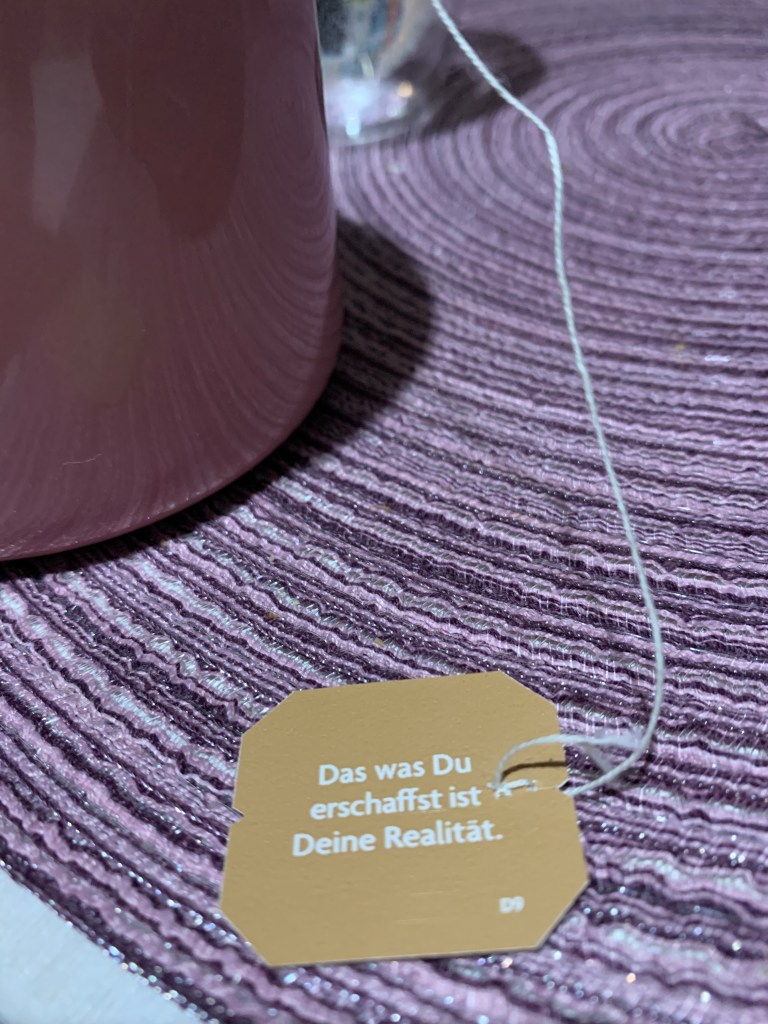 Das was Du
erschaffst ist
Deine Realität.
D9